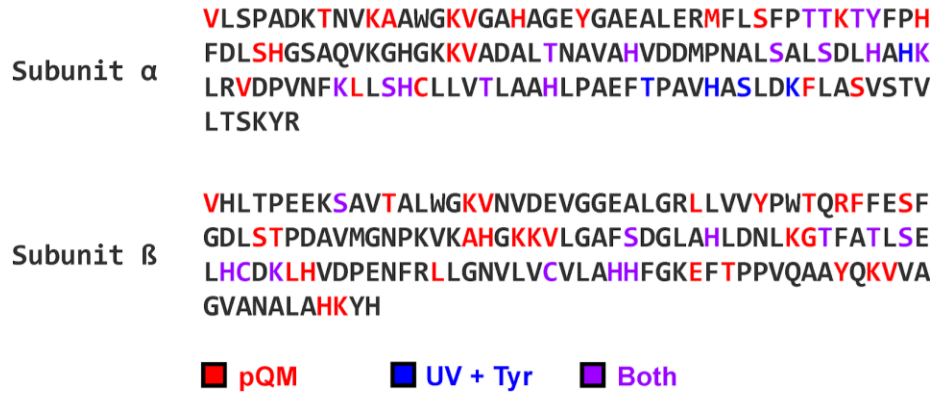 VLSPADKTNVKAAWGKVGAHAGEYGAEALERMFLSFPTTKTYFPH
Subunit α FDLSHGSAQVKGHGKKVADALTNAVAHVDDMPNALSALSDLHAHK
LRVDPVNFKLLSHCLLVTLAAHLPAEFTPAVHASLDKFLASVSTV
LTSKYR
VHLTPEEKSAVTALWGKVNVDEVGGEALGRLLVVYPWTQRFFESF
Subunit ß GDLSTPDAVMGNPKVKAHGKKVLGAFSDGLAHLDNLKGTFATLSE
LHCDKLHVDPENFRLLGNVLVCVLAHHFGKEFTPPVQAAYQKVVA
GVANALAHKYH
pQM UV + Tyr Both